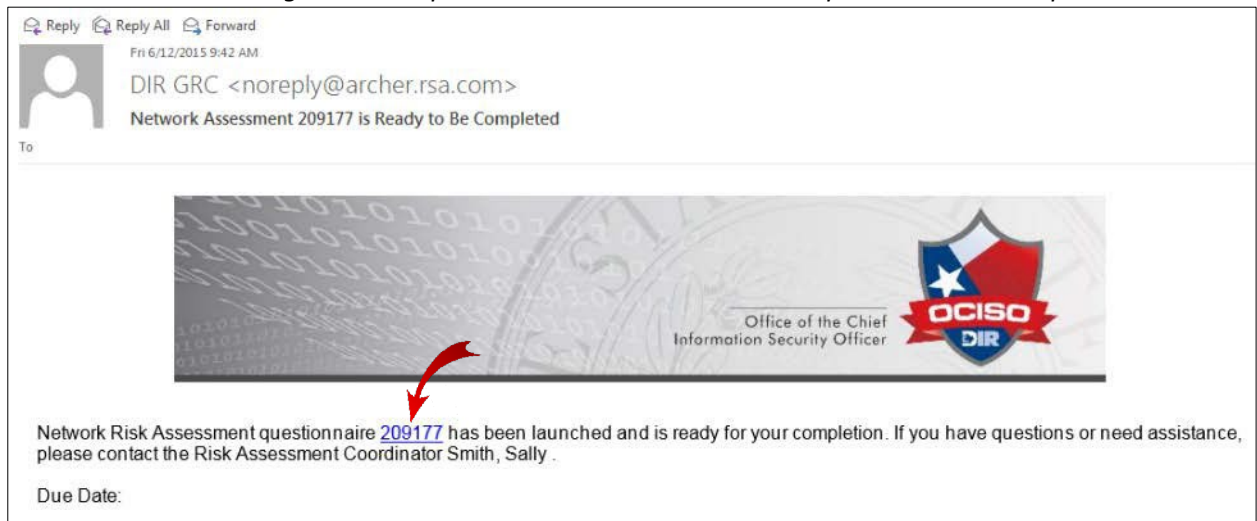 Reply Reply All Forward
Fri 6/12/2015 9:42 AM
DIR GRC <noreply@archer.rsa.com>
Network Assessment 209177 is Ready to Be Completed
To
Office of the Chief
Information Security Officer
OCISO
DIR
Network Risk Assessment questionnaire 209177 has been launched and is ready for your completion. If you have questions or need assistance,
please contact the Risk Assessment Coordinator Smith, Sally .
Due Date: